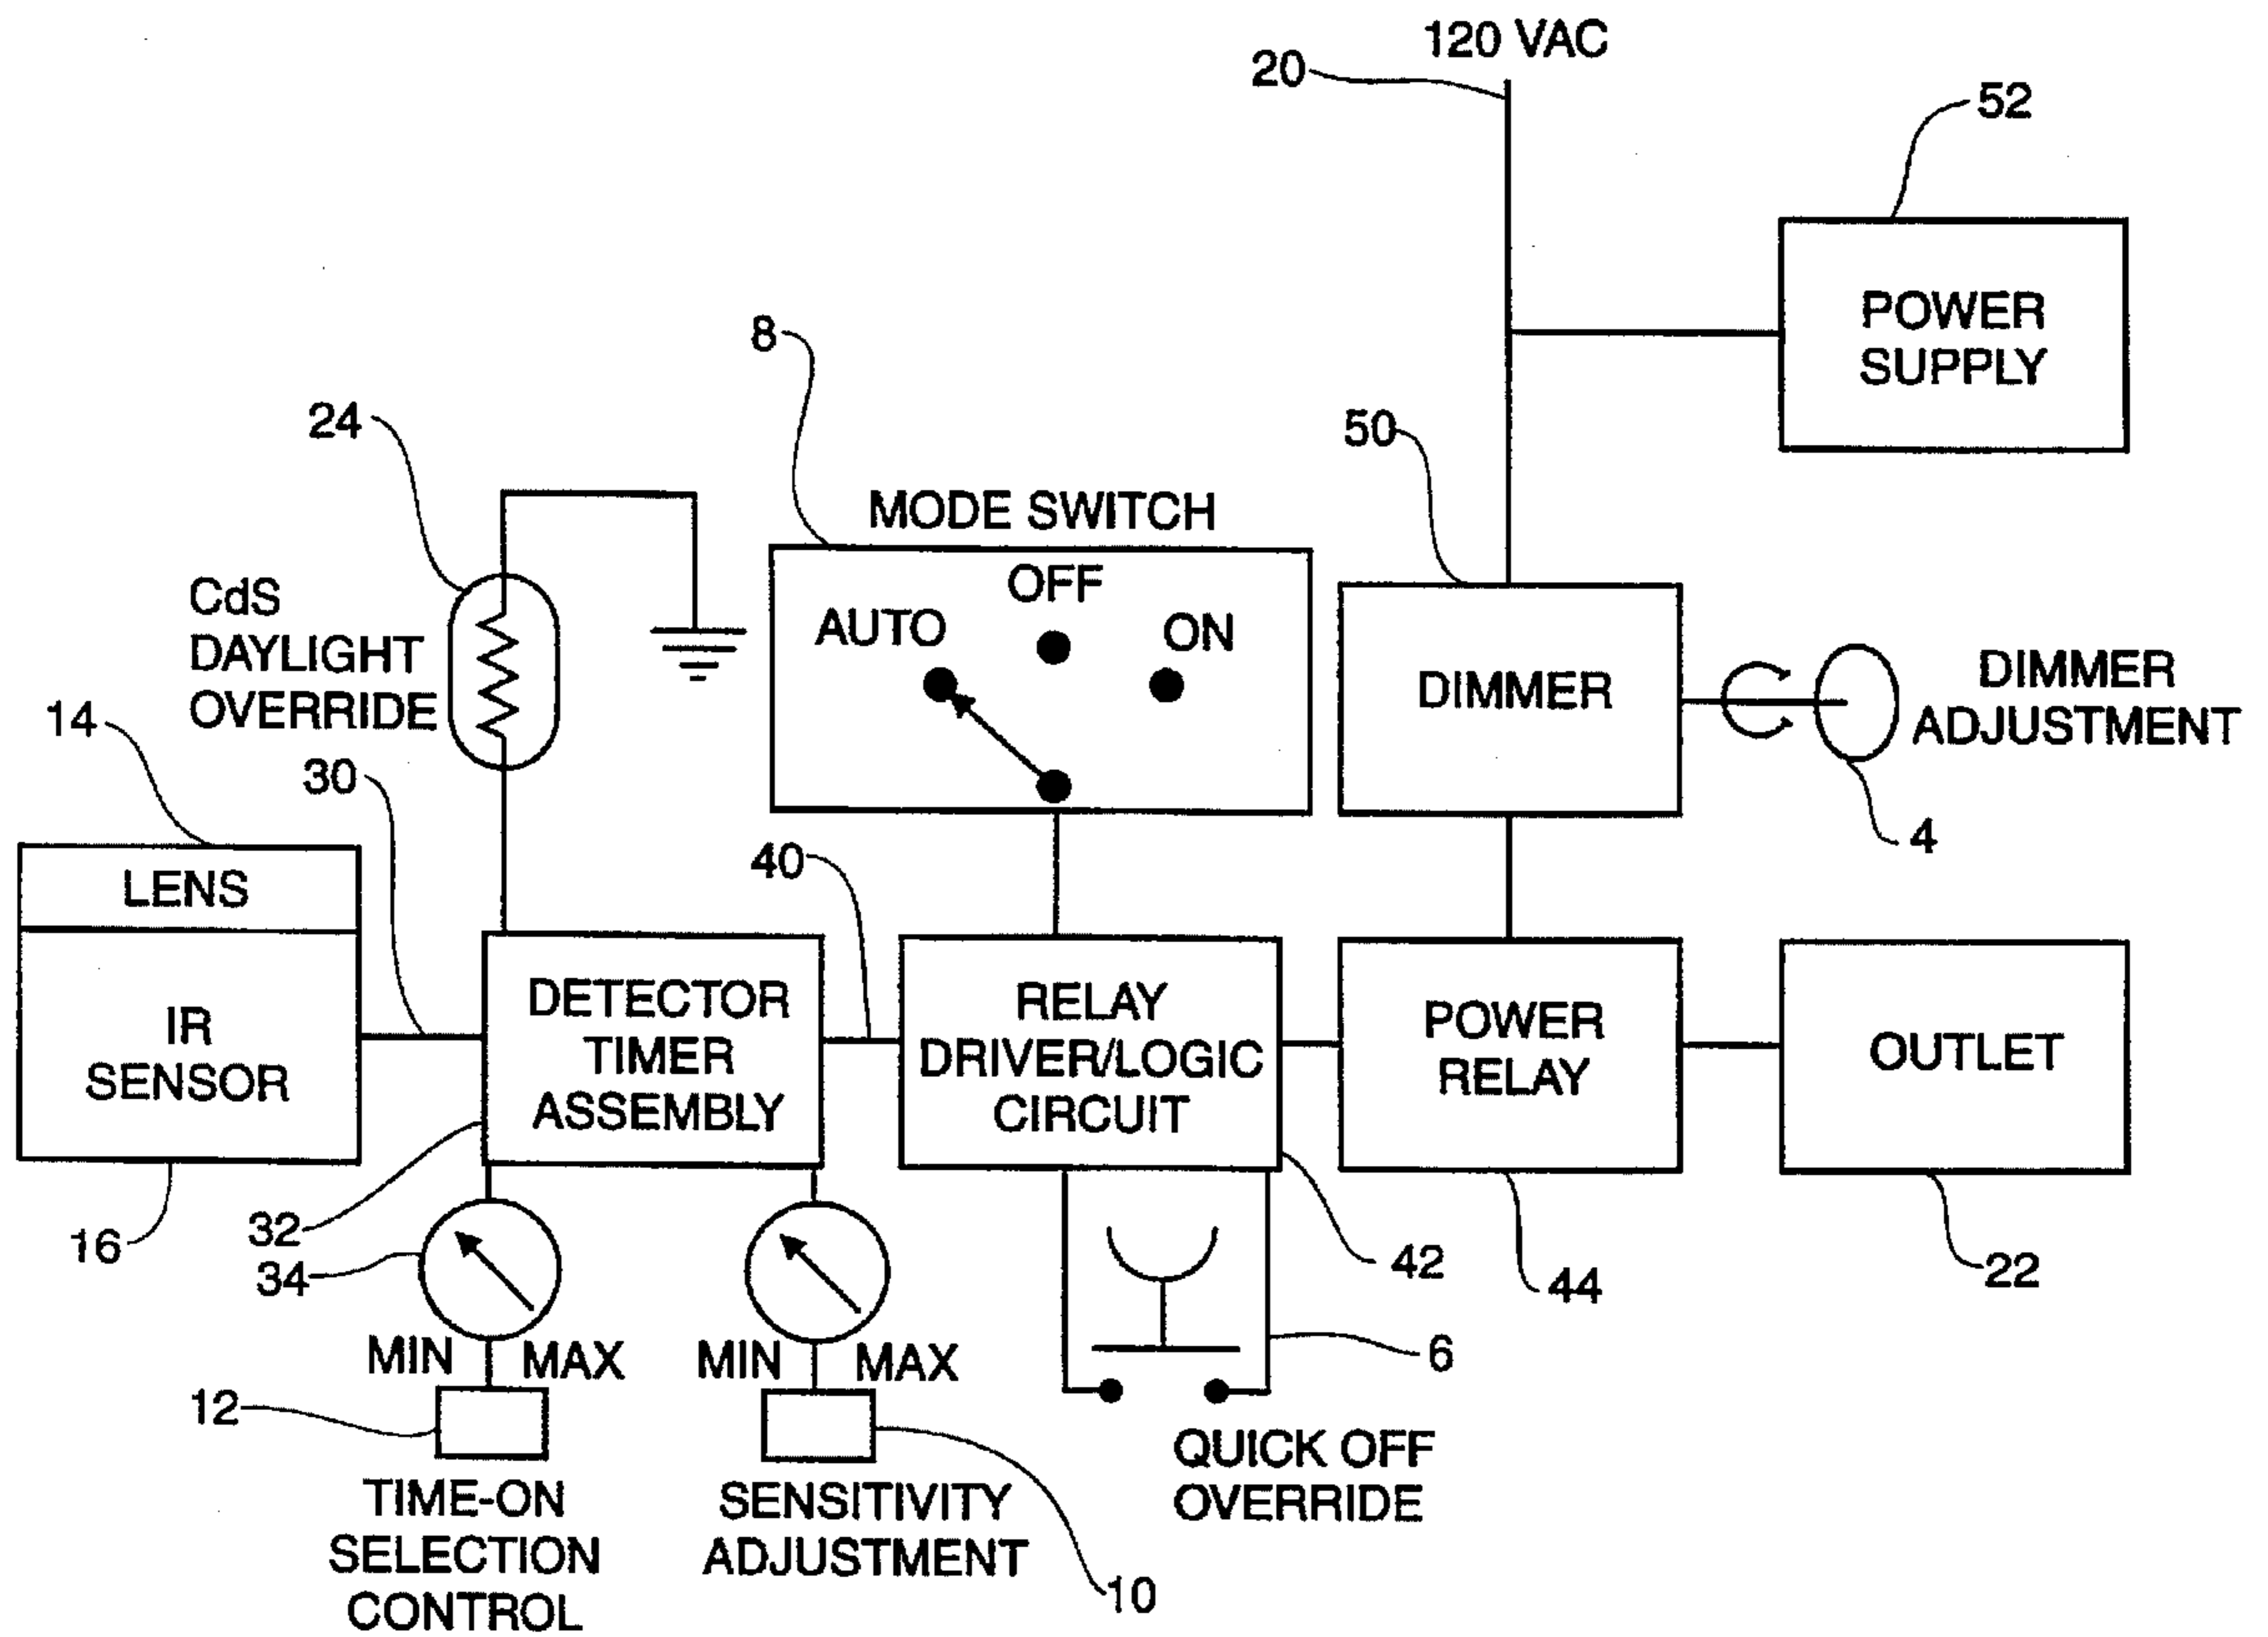 120 VAC
20
52
POWER
SUPPLY
8
24
50
MODE SWITCH
OFF
AUTO
ON
CdS
DAYLIGHT
OVERRIDE
DIMMER
DIMMER
ADJUSTMENT
14
30
4
40
LENS
IR
SENSOR
DETECTOR
TIMER
ASSEMBLY
RELAY
DRIVER/LOGIC
CIRCUIT
POWER
RELAY
OUTLET
16
32
34
42
44
22
MIN
MAX
MIN
MAX
6
12
TIME-ON
SELECTION
CONTROL
SENSITIVITY
ADJUSTMENT
10
QUICK OFF
OVERRIDE